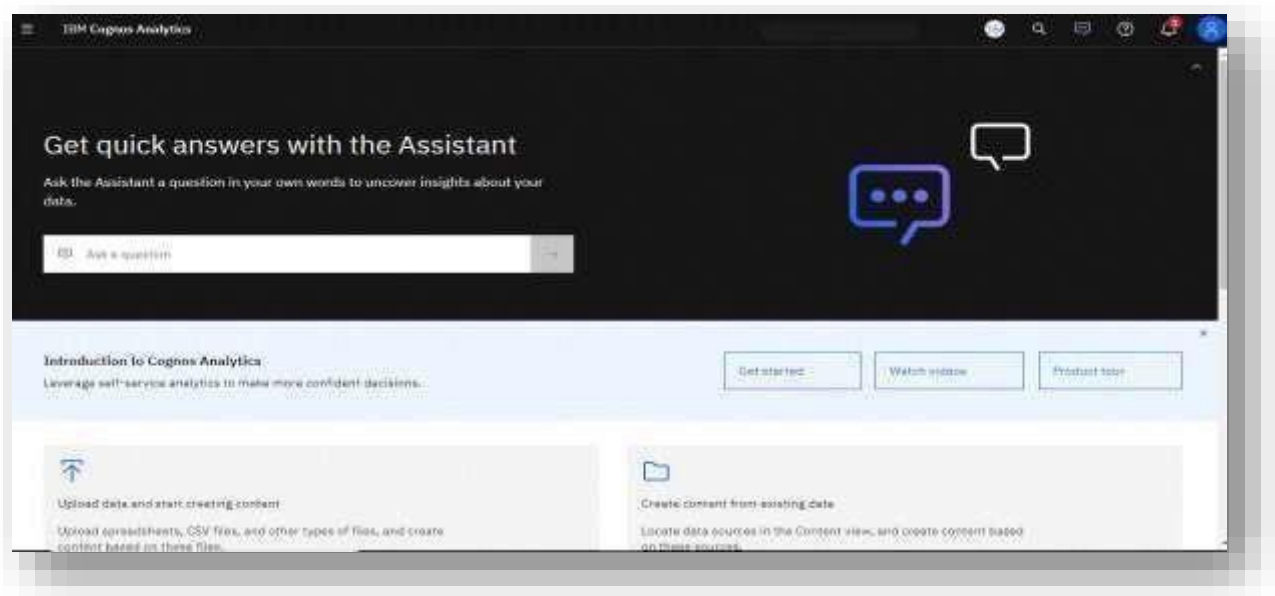 IBM Cognos Analytics
Get quick answers with the Assistant
Ask the Assistant a question in your own words to uncover insights about your
data.
Ask a question
Introduction to Cognos Analytics
Leverage self-service analytics to make more confident decisions.
Get started
Watch videos
Product tour
Upload data and start creating content
Upload spreadsheets, CSV files, and other types of files, and create
content based on these files.
Create content from existing data
Locate data sources in the Content view, and create content based
on these sources.